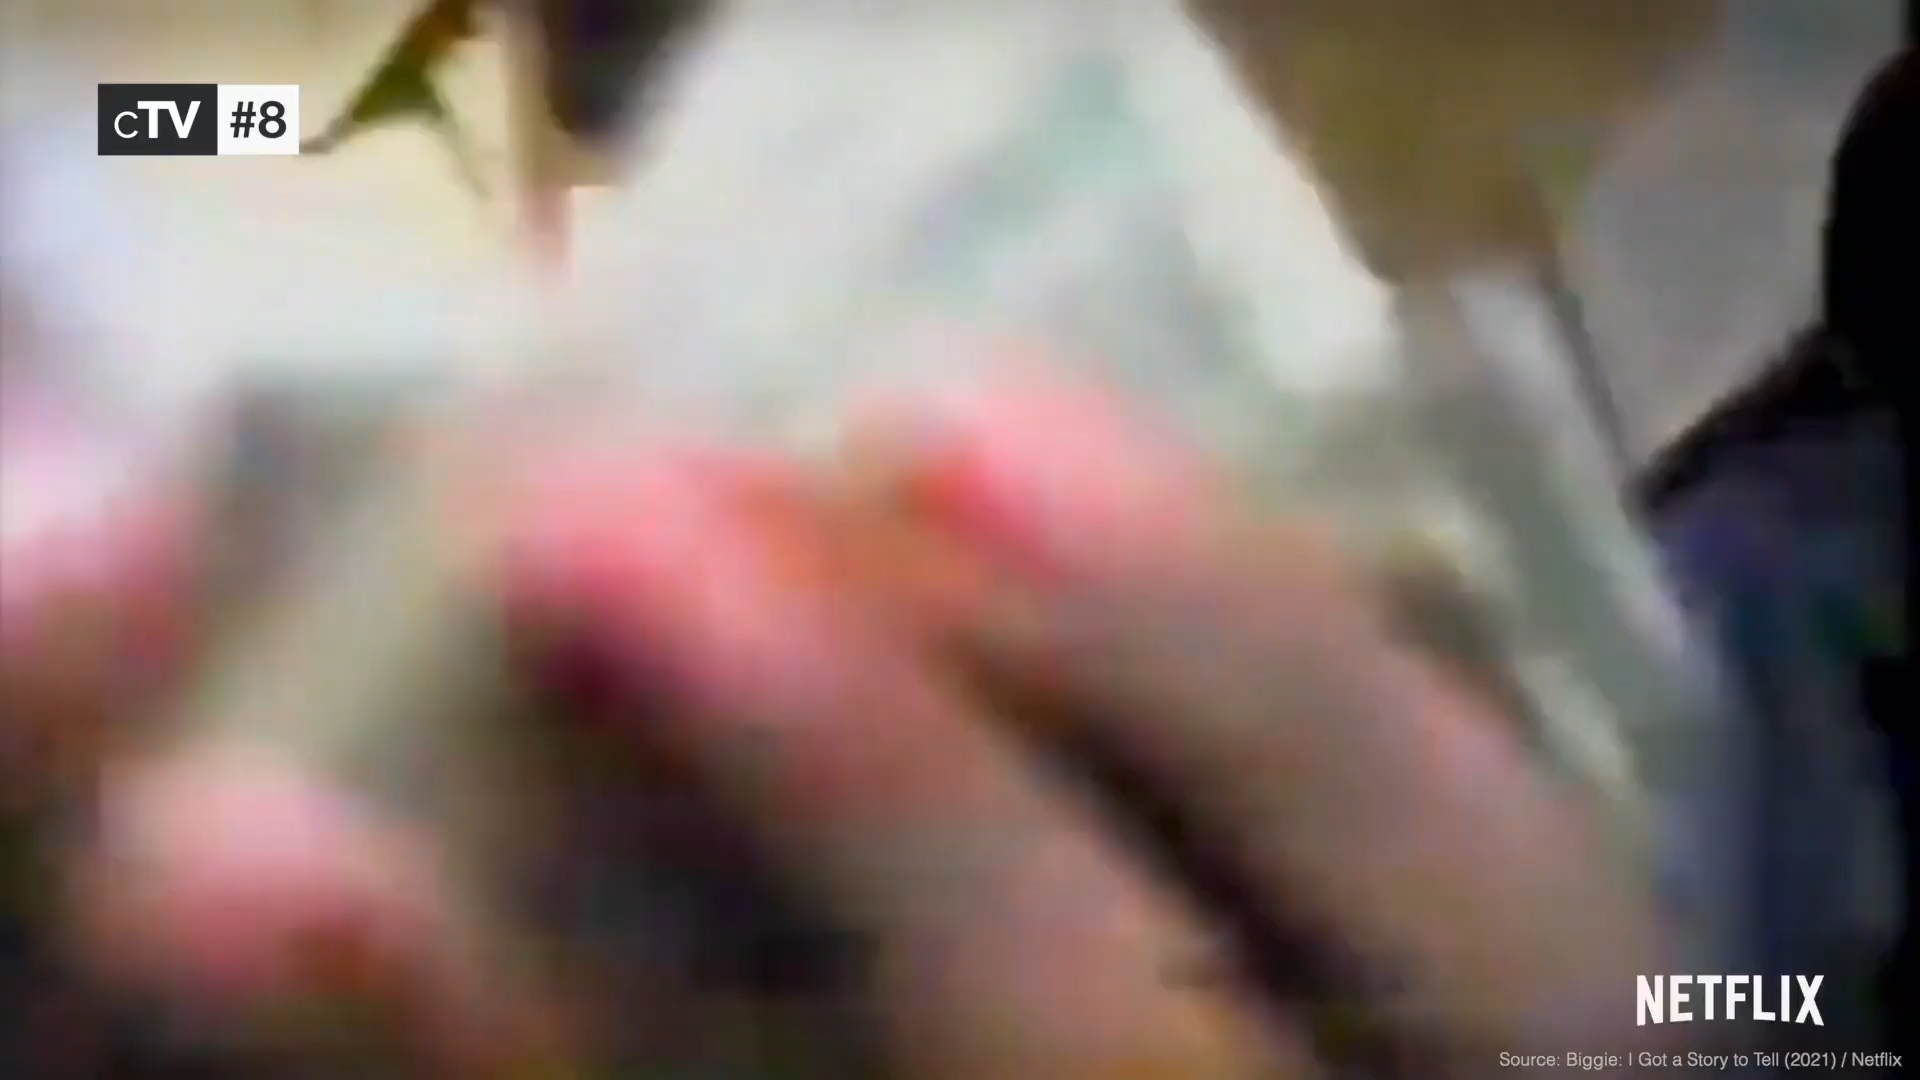 cTV #8
NETFLIX
Source: Biggie: I Got a Story to Tell (2021) / Netflix